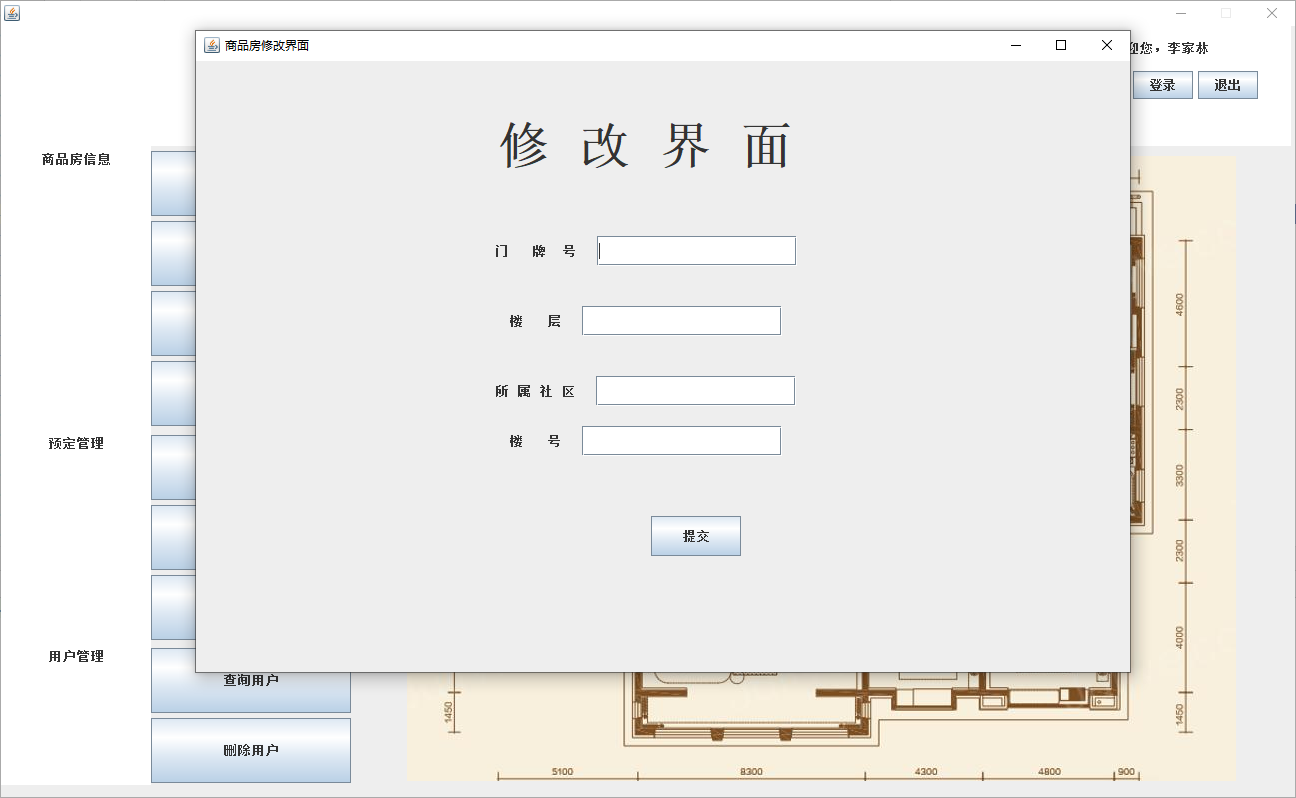 商品房修改界面
迎您，李家林
登录 退出
修 改 界 面
商品房信息
门 牌 号
楼 层
所 属 社 区
楼 号
提交
预定管理
用户管理
查询用户
删除用户
4600
2300
3300
2300
4000
1450
1450
5100 8300 4300 4800 900